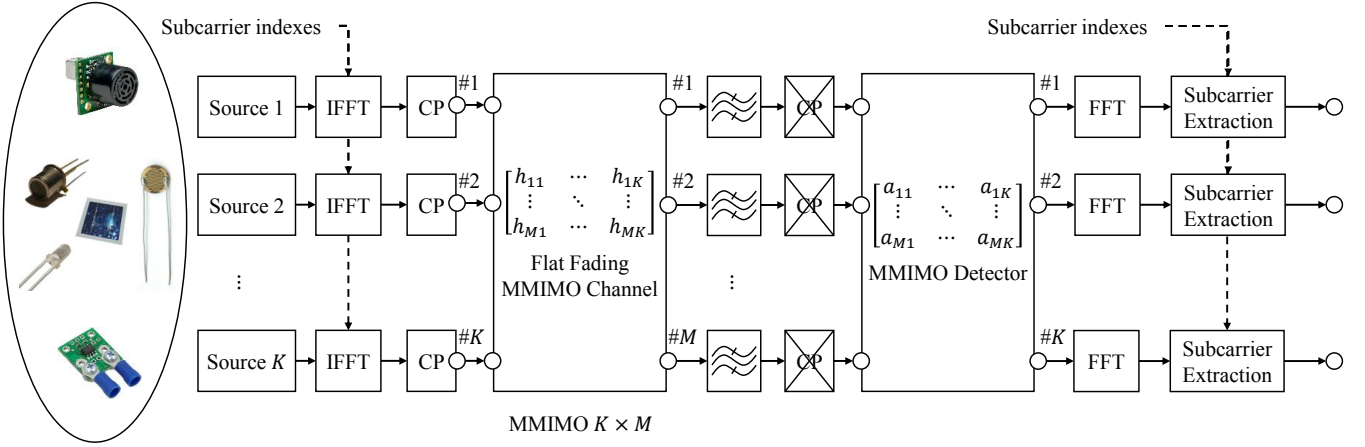 Subcarrier indexes
Subcarrier indexes
Source 1
IFFT
CP
#1
#1
CP
#1
FFT
Subcarrier
Extraction
Source 2
IFFT
CP
#2
h₁₁ ⋯ h₁K
⋮ ⋱ ⋮
hM1 ⋯ hMK
Flat Fading
MMIMO Channel
#2
CP
a₁₁ ⋯ a₁K
⋮ ⋱ ⋮
aM1 ⋯ aMK
MMIMO Detector
#2
FFT
Subcarrier
Extraction
⋮
⋮
Source K
IFFT
CP
#K
#M
CP
#K
FFT
Subcarrier
Extraction
MMIMO K × M